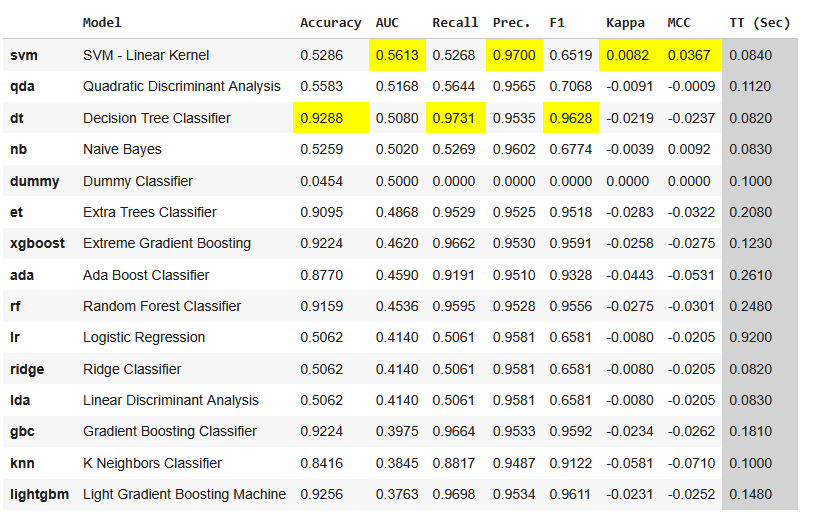 Model Accuracy AUC Recall Prec. F1 Kappa MCC TT (Sec)
svm SVM - Linear Kernel 0.5286 0.5613 0.5268 0.9700 0.6519 0.0082 0.0367 0.0840
qda Quadratic Discriminant Analysis 0.5583 0.5168 0.5644 0.9565 0.7068 -0.0091 -0.0009 0.1120
dt Decision Tree Classifier 0.9288 0.5080 0.9731 0.9535 0.9628 -0.0219 -0.0237 0.0820
nb Naive Bayes 0.5259 0.5020 0.5269 0.9602 0.6774 -0.0039 0.0092 0.0830
dummy Dummy Classifier 0.0454 0.5000 0.0000 0.0000 0.0000 0.0000 0.0000 0.1000
et Extra Trees Classifier 0.9095 0.4868 0.9529 0.9525 0.9518 -0.0283 -0.0322 0.2080
xgboost Extreme Gradient Boosting 0.9224 0.4620 0.9662 0.9530 0.9591 -0.0258 -0.0275 0.1230
ada Ada Boost Classifier 0.8770 0.4590 0.9191 0.9510 0.9328 -0.0443 -0.0531 0.2610
rf Random Forest Classifier 0.9159 0.4536 0.9595 0.9528 0.9556 -0.0275 -0.0301 0.2480
lr Logistic Regression 0.5062 0.4140 0.5061 0.9581 0.6581 -0.0080 -0.0205 0.9200
ridge Ridge Classifier 0.5062 0.4140 0.5061 0.9581 0.6581 -0.0080 -0.0205 0.0820
lda Linear Discriminant Analysis 0.5062 0.4140 0.5061 0.9581 0.6581 -0.0080 -0.0205 0.0830
gbc Gradient Boosting Classifier 0.9224 0.3975 0.9664 0.9533 0.9592 -0.0234 -0.0262 0.1810
knn K Neighbors Classifier 0.8416 0.3845 0.8817 0.9487 0.9122 -0.0581 -0.0710 0.1000
lightgbm Light Gradient Boosting Machine 0.9256 0.3763 0.9698 0.9534 0.9611 -0.0231 -0.0252 0.1480